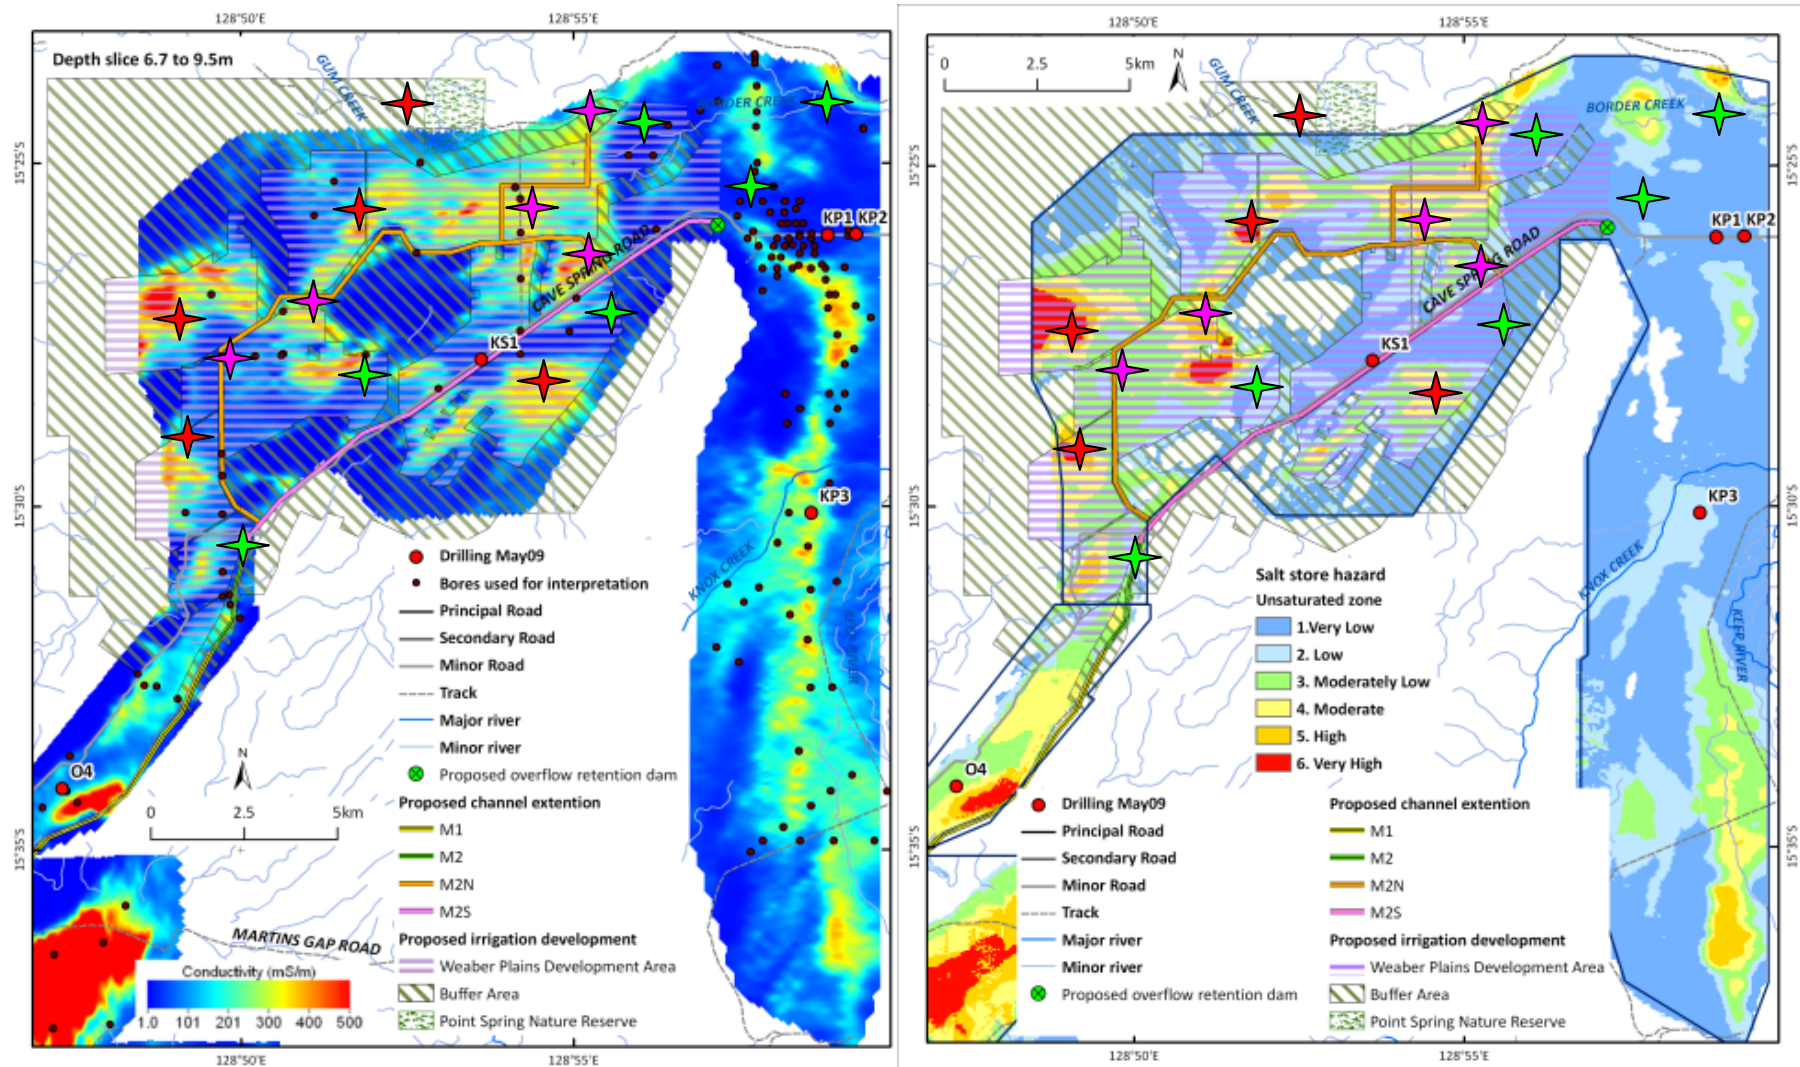 128°50'E
128°55'E
Depth slice 6.7 to 9.5m
GUM CREEK
BORDER CREEK
15°25'S
KP1 KP2
CAVE SPRING ROAD
KS1
15°30'S
KP3
KNOX CREEK
KEEP RIVER
Drilling May09
Bores used for interpretation
Principal Road
Secondary Road
Minor Road
Track
Major river
Minor river
Proposed overflow retention dam
Proposed channel extention
M1
M2
M2N
M2S
Proposed irrigation development
Weaber Plains Development Area
Buffer Area
Point Spring Nature Reserve
O4
N
0 2.5 5km
15°35'S
MARTINS GAP ROAD
Conductivity (mS/m)
1.0 101 201 300 400 500
128°50'E
128°55'E
128°50'E
128°55'E
0 2.5 5km
N
GUM CREEK
BORDER CREEK
15°25'S
15°25'S
KP1 KP2
CAVE SPRING ROAD
KS1
15°30'S
15°30'S
KP3
KNOX CREEK
KEEP RIVER
Salt store hazard
Unsaturated zone
1.Very Low
2. Low
3. Moderately Low
4. Moderate
5. High
6. Very High
O4
15°35'S
15°35'S
Drilling May09
Principal Road
Secondary Road
Minor Road
Track
Major river
Minor river
Proposed overflow retention dam
Proposed channel extention
M1
M2
M2N
M2S
Proposed irrigation development
Weaber Plains Development Area
Buffer Area
Point Spring Nature Reserve
128°50'E
128°55'E